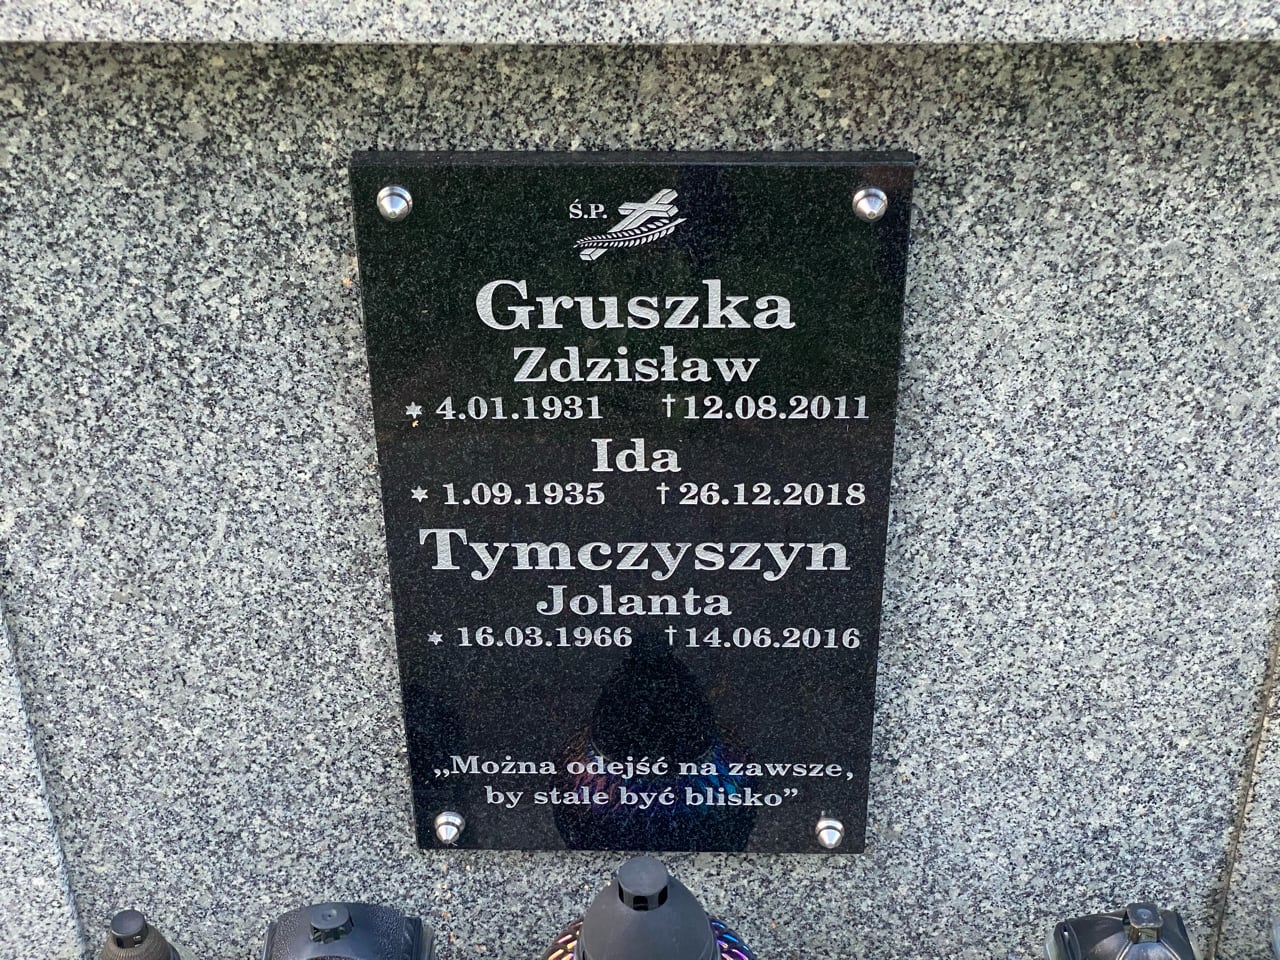 Ś.P.
Gruszka
Zdzisław
✶ 4.01.1931 †12.08.2011
Ida
✶ 1.09.1935 †26.12.2018
Tymczyszyn
Jolanta
✶ 16.03.1966 †14.06.2016
„Można odejść na zawsze,
by stale być blisko”